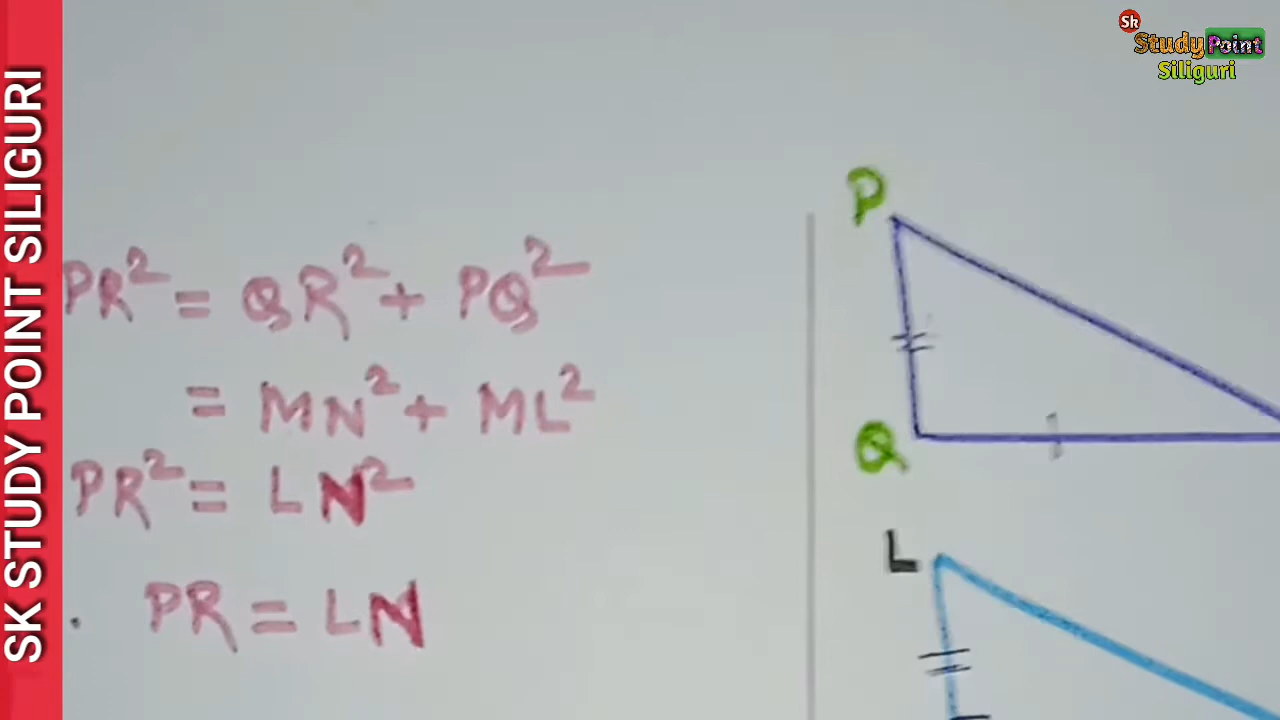 SK STUDY POINT SILIGURI
Sk
Study Point
Siliguri
PR² = QR² + PQ²
= MN² + ML²
PR² = LN²
. PR = LN
P
Q
L